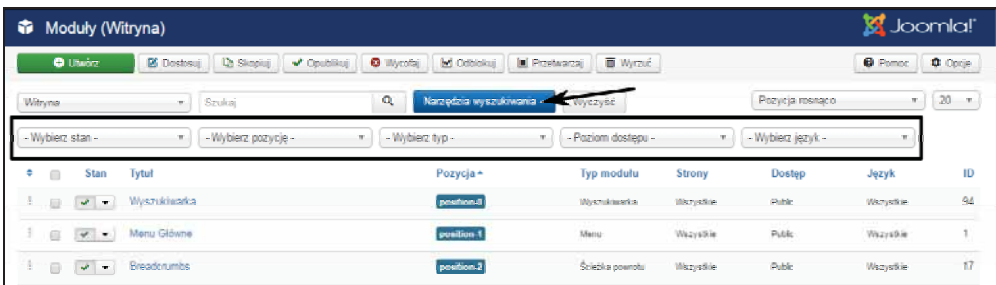 Moduły (Witryna) Joomla!
Utwórz Dostosuj Skopiuj Opublikuj Wycofaj Odblokuj Przetwarzaj Wyrzuć Pomoc Opcje
Witryna Szukaj Narzędzia wyszukiwania Wyczyść Pozycja rosnąco 20
- Wybierz stan - - Wybierz pozycję - - Wybierz typ - - Poziom dostępu - - Wybierz język -
Stan Tytuł Pozycja Typ modułu Strony Dostęp Język ID
Wyszukiwarka position-0 Wyszukiwarka Wszystkie Public Wszystkie 94
Menu Główne position-1 Menu Wszystkie Public Wszystkie 1
Breadcrumbs position-2 Ścieżka powrotu Wszystkie Public Wszystkie 17